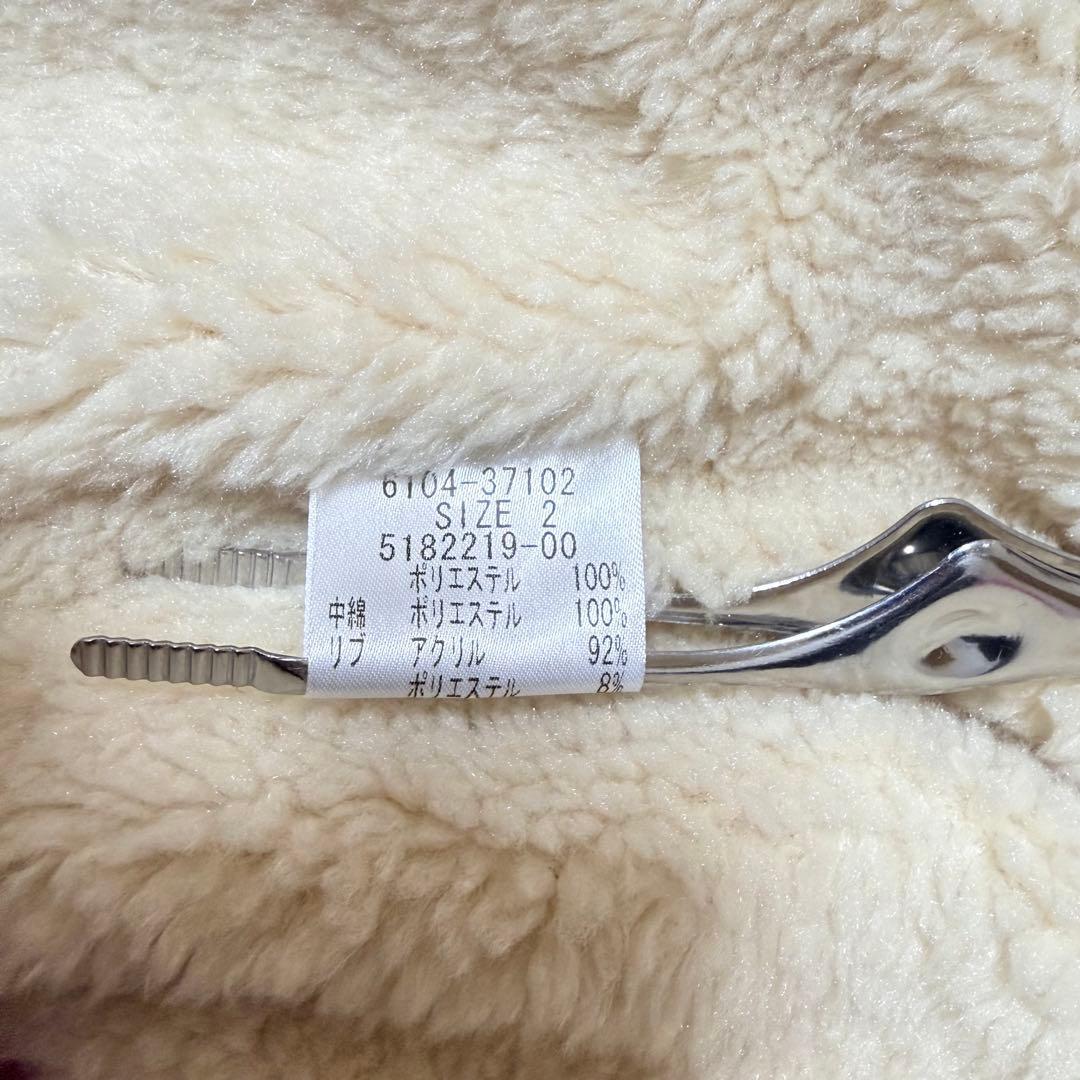 6104-37102
SIZE 2
5182219-00
ポリエステル 100%
中綿 ポリエステル 100%
リブ アクリル 92%
ポリエステル 8%